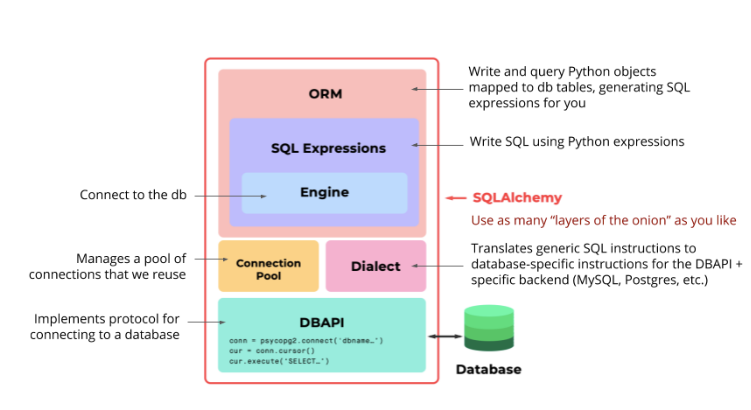 Write and query Python objects
mapped to db tables, generating SQL
expressions for you
ORM
SQL Expressions
Write SQL using Python expressions
Engine
Connect to the db
SQLAlchemy
Use as many “layers of the onion” as you like
Manages a pool of
connections that we reuse
Connection
Pool
Dialect
Translates generic SQL instructions to
database-specific instructions for the DBAPI +
specific backend (MySQL, Postgres, etc.)
Implements protocol for
connecting to a database
DBAPI
conn = psycopg2.connect('dbname…')
cur = conn.cursor()
cur.execute('SELECT…')
Database